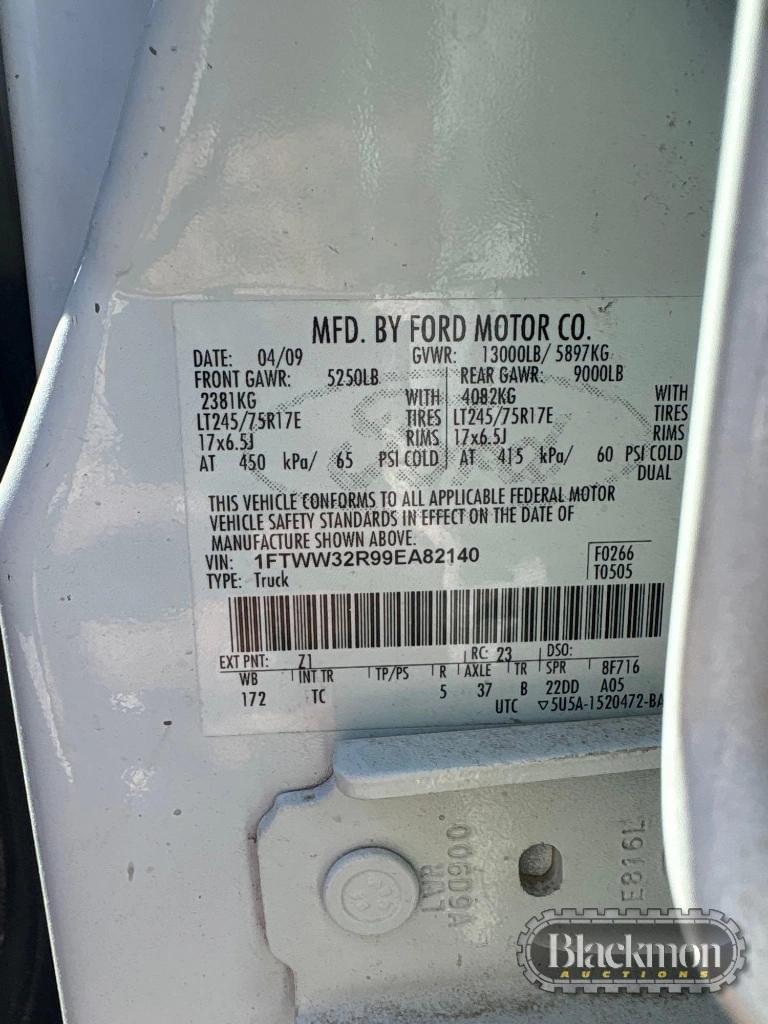 MFD. BY FORD MOTOR CO.
DATE: 04/09 GVWR: 13000LB/ 5897KG
FRONT GAWR: 5250LB REAR GAWR: 9000LB
2381KG WITH 4082KG WITH
LT245/75R17E TIRES LT245/75R17E TIRES
17x6.5J RIMS 17x6.5J RIMS
AT 450 kPa/ 65 PSI COLD AT 415 kPa/ 60 PSI COLD
DUAL
THIS VEHICLE CONFORMS TO ALL APPLICABLE FEDERAL MOTOR
VEHICLE SAFETY STANDARDS IN EFFECT ON THE DATE OF
MANUFACTURE SHOWN ABOVE.
VIN: 1FTWW32R99EA82140 F0266
TYPE: Truck T0505
EXT PNT: Z1 RC: 23 DSO:
WB INT TR TP/PS R AXLE TR SPR 8F716
172 TC 5 37 B 22DD A05
UTC ▽5U5A-1520472-BA
006D9A
E816L
Blackmon
AUCTIONS